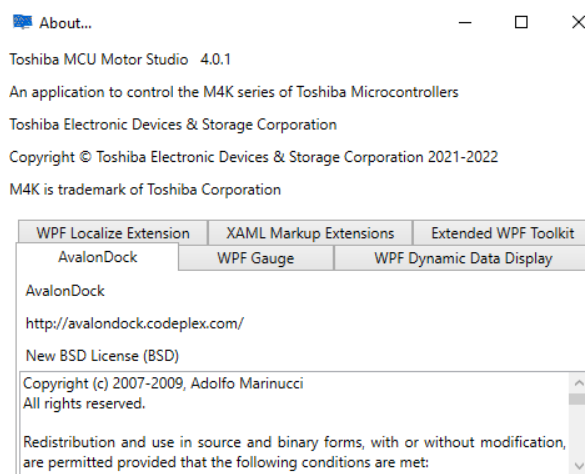 About...
Toshiba MCU Motor Studio 4.0.1
An application to control the M4K series of Toshiba Microcontrollers
Toshiba Electronic Devices & Storage Corporation
Copyright © Toshiba Electronic Devices & Storage Corporation 2021-2022
M4K is trademark of Toshiba Corporation
WPF Localize Extension XAML Markup Extensions Extended WPF Toolkit
AvalonDock WPF Gauge WPF Dynamic Data Display
AvalonDock
http://avalondock.codeplex.com/
New BSD License (BSD)
Copyright (c) 2007-2009, Adolfo Marinucci
All rights reserved.
Redistribution and use in source and binary forms, with or without modification,
are permitted provided that the following conditions are met: